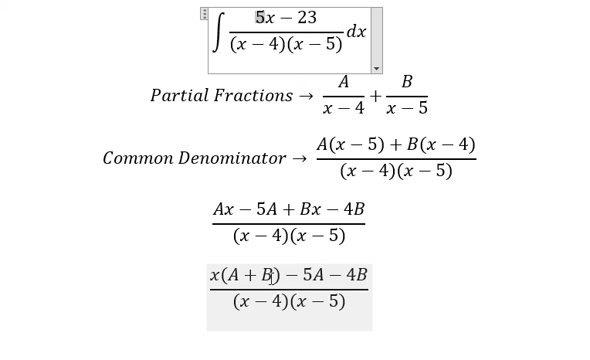 ∫ (5x − 23)/((x − 4)(x − 5)) dx
Partial Fractions → A/(x − 4) + B/(x − 5)
Common Denominator → (A(x − 5) + B(x − 4))/((x − 4)(x − 5))
(Ax − 5A + Bx − 4B)/((x − 4)(x − 5))
(x(A + B) − 5A − 4B)/((x − 4)(x − 5))